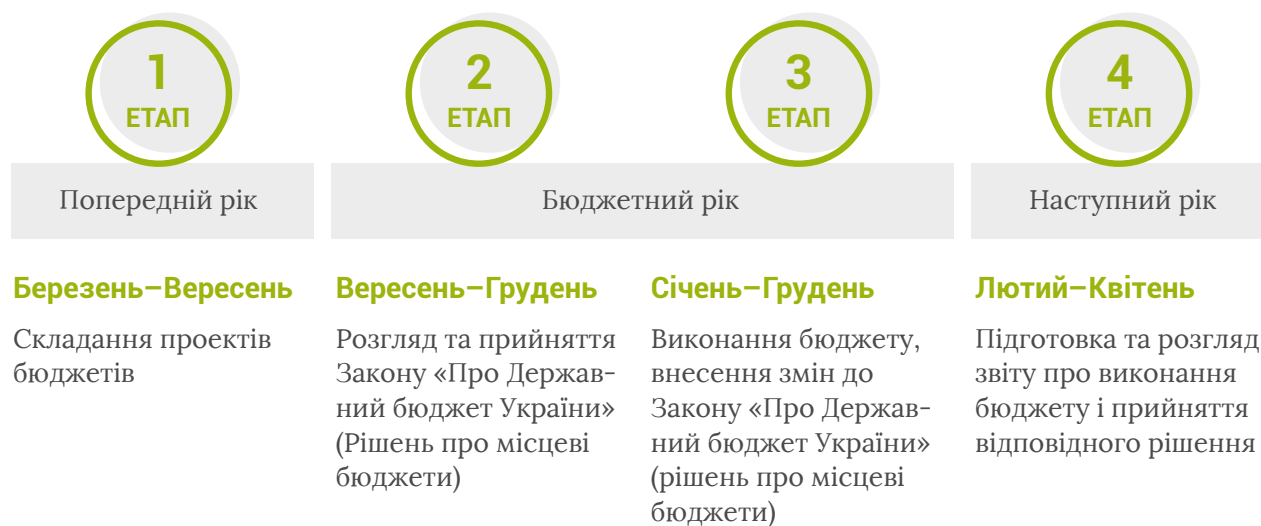 1
ЕТАП
2
ЕТАП
3
ЕТАП
4
ЕТАП
Попередній рік
Бюджетний рік
Наступний рік
Березень–Вересень
Складання проектів
бюджетів
Вересень–Грудень
Розгляд та прийняття
Закону «Про Держав-
ний бюджет України»
(Рішень про місцеві
бюджети)
Січень–Грудень
Виконання бюджету,
внесення змін до
Закону «Про Держав-
ний бюджет України»
(рішень про місцеві
бюджети)
Лютий–Квітень
Підготовка та розгляд
звіту про виконання
бюджету і прийняття
відповідного рішення